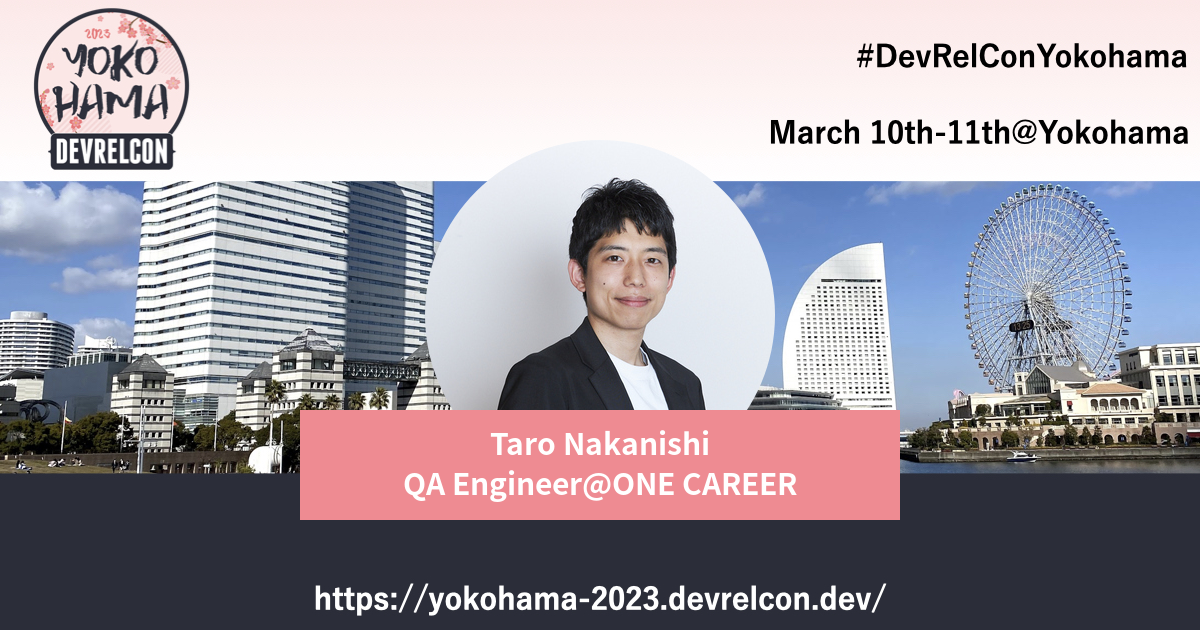 2023
YOKO
HAMA
DEVRELCON
#DevRelConYokohama
March 10th-11th@Yokohama
Taro Nakanishi
QA Engineer@ONE CAREER
https://yokohama-2023.devrelcon.dev/